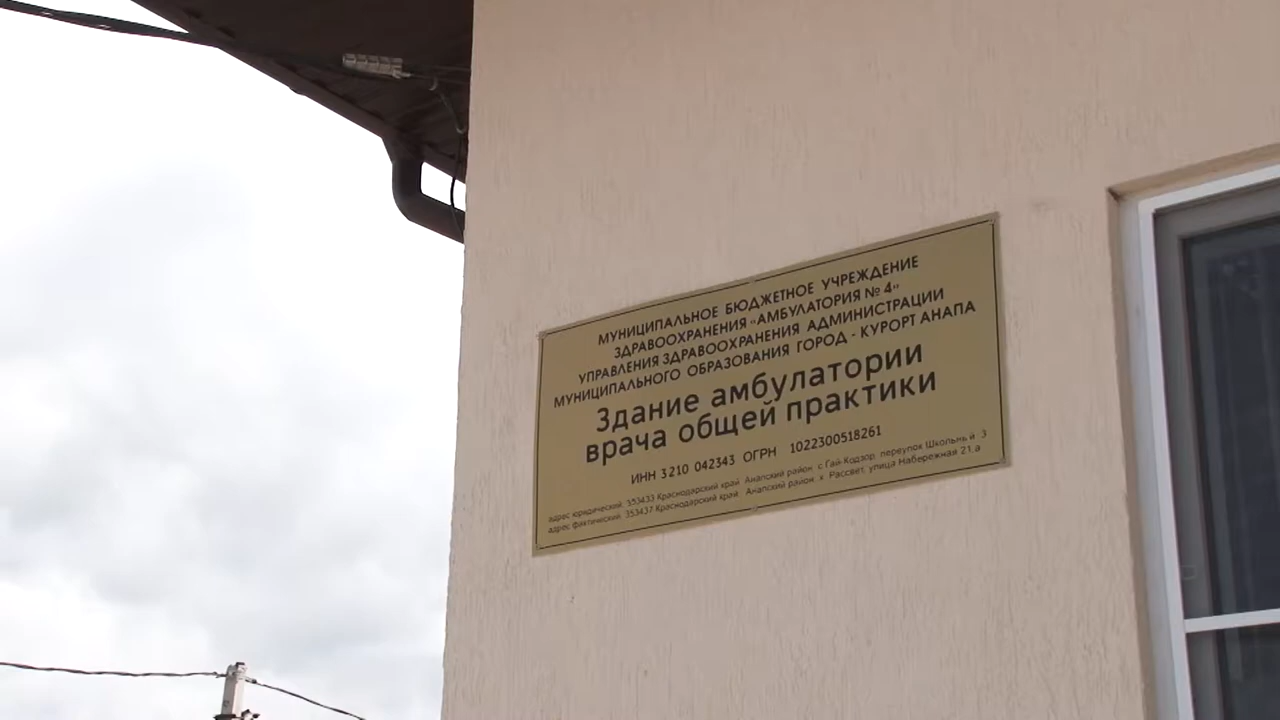 МУНИЦИПАЛЬНОЕ БЮДЖЕТНОЕ УЧРЕЖДЕНИЕ
ЗДРАВООХРАНЕНИЯ «АМБУЛАТОРИЯ № 4»
УПРАВЛЕНИЯ ЗДРАВООХРАНЕНИЯ АДМИНИСТРАЦИИ
МУНИЦИПАЛЬНОГО ОБРАЗОВАНИЯ ГОРОД - КУРОРТ АНАПА
Здание амбулатории
врача общей практики
ИНН 3210 042343 ОГРН 1022300518261
адрес юридический: 353433 Краснодарский край Анапский район с Гай-Кодзор переулок Школьный 3
адрес фактический: 353437 Краснодарский край Анапский район х Рассвет, улица Набережная 21 а